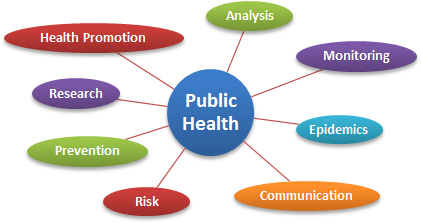 Analysis
Health Promotion
Monitoring
Research
Public
Health
Epidemics
Prevention
Risk
Communication